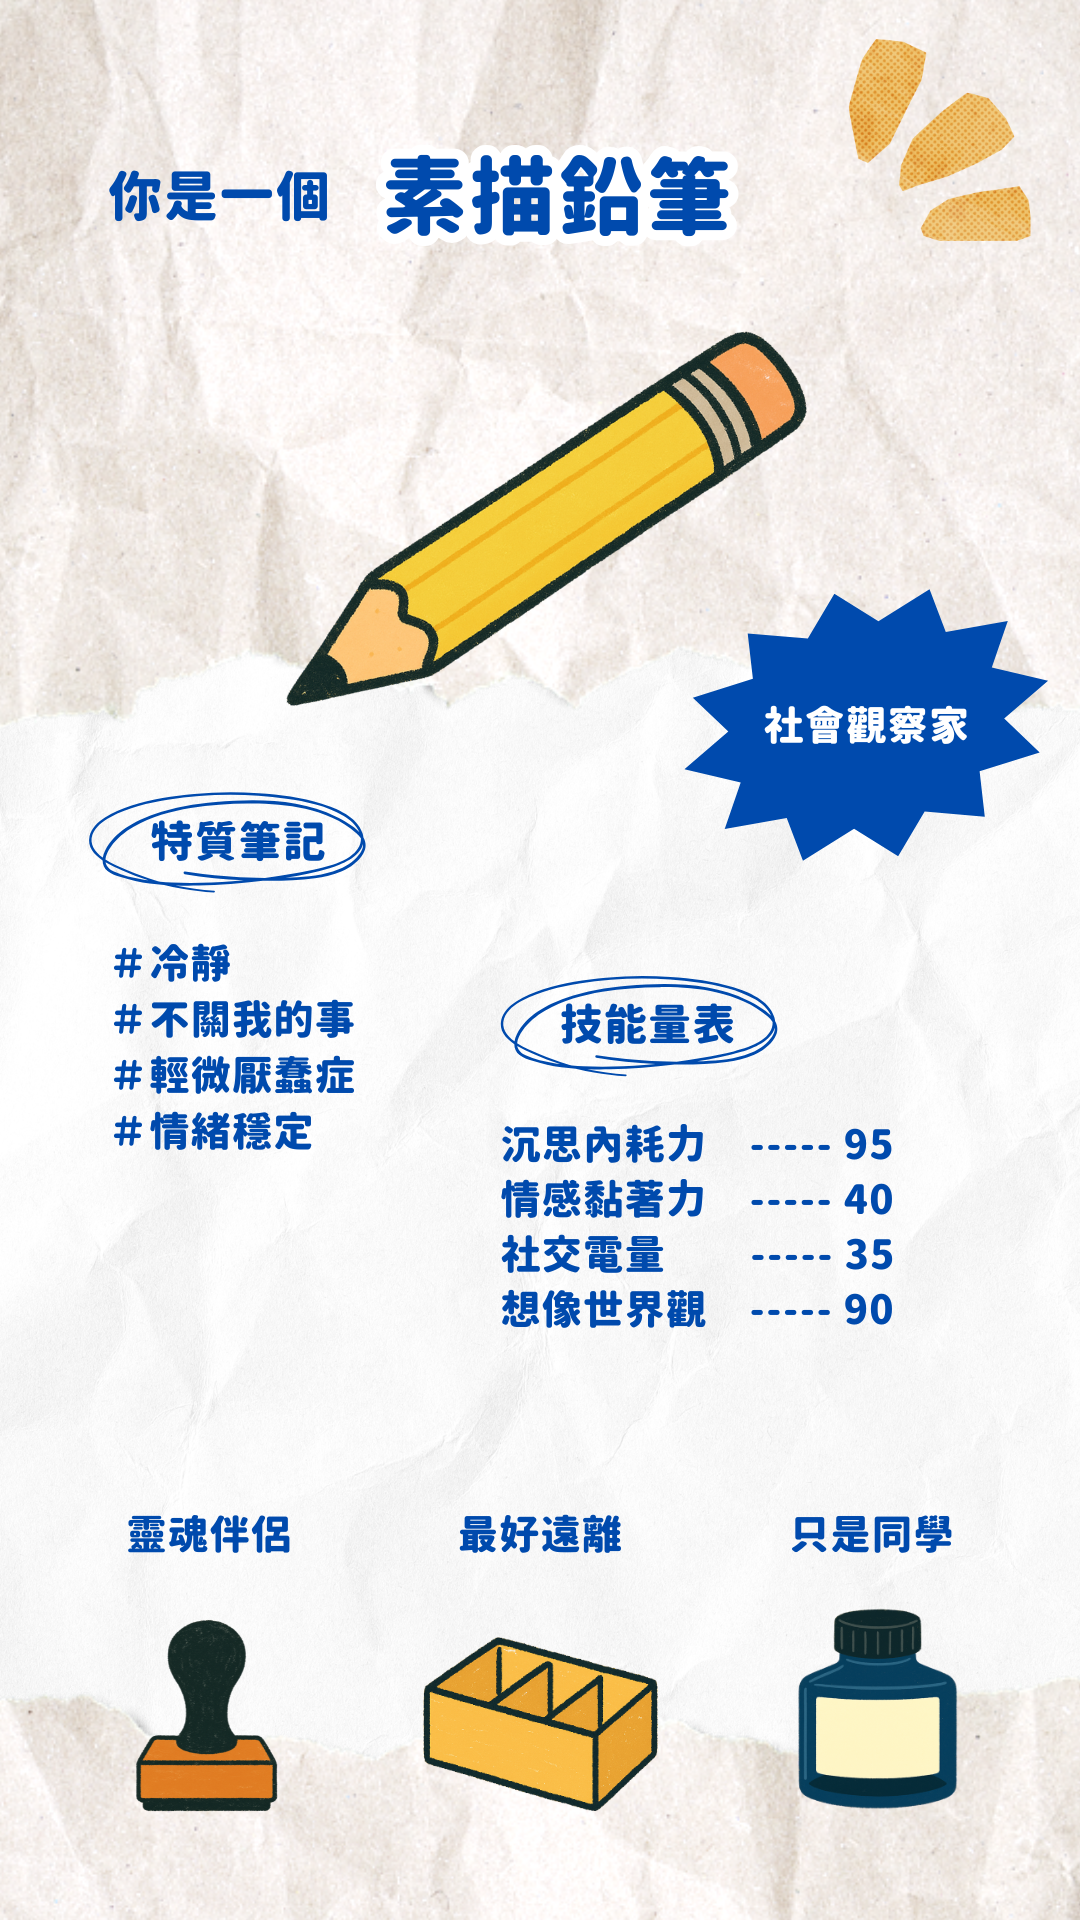 你是一個 素描鉛筆
社會觀察家
特質筆記
#冷靜
#不關我的事
#輕微厭蠢症
#情緒穩定
技能量表
沉思內耗力 ----- 95
情感黏著力 ----- 40
社交電量 ----- 35
想像世界觀 ----- 90
靈魂伴侶 最好遠離 只是同學